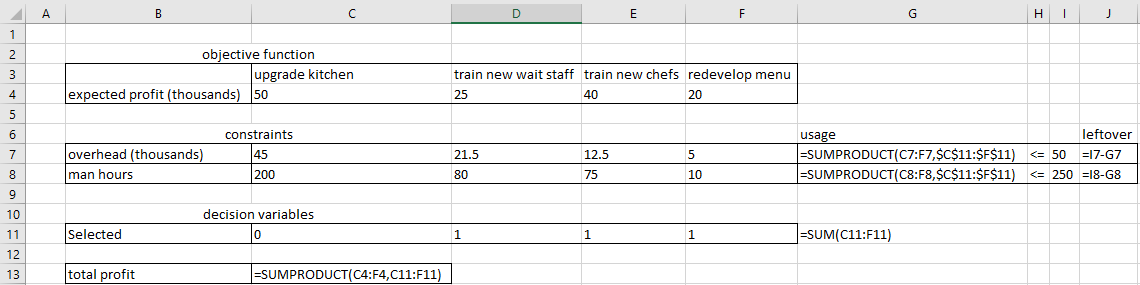 A B C D E F G H I J
1
2 objective function
3 upgrade kitchen train new wait staff train new chefs redevelop menu
4 expected profit (thousands) 50 25 40 20
5
6 constraints usage leftover
7 overhead (thousands) 45 21.5 12.5 5 =SUMPRODUCT(C7:F7,$C$11:$F$11) <= 50 =I7-G7
8 man hours 200 80 75 10 =SUMPRODUCT(C8:F8,$C$11:$F$11) <= 250 =I8-G8
9
10 decision variables
11 Selected 0 1 1 1 =SUM(C11:F11)
12
13 total profit =SUMPRODUCT(C4:F4,C11:F11)